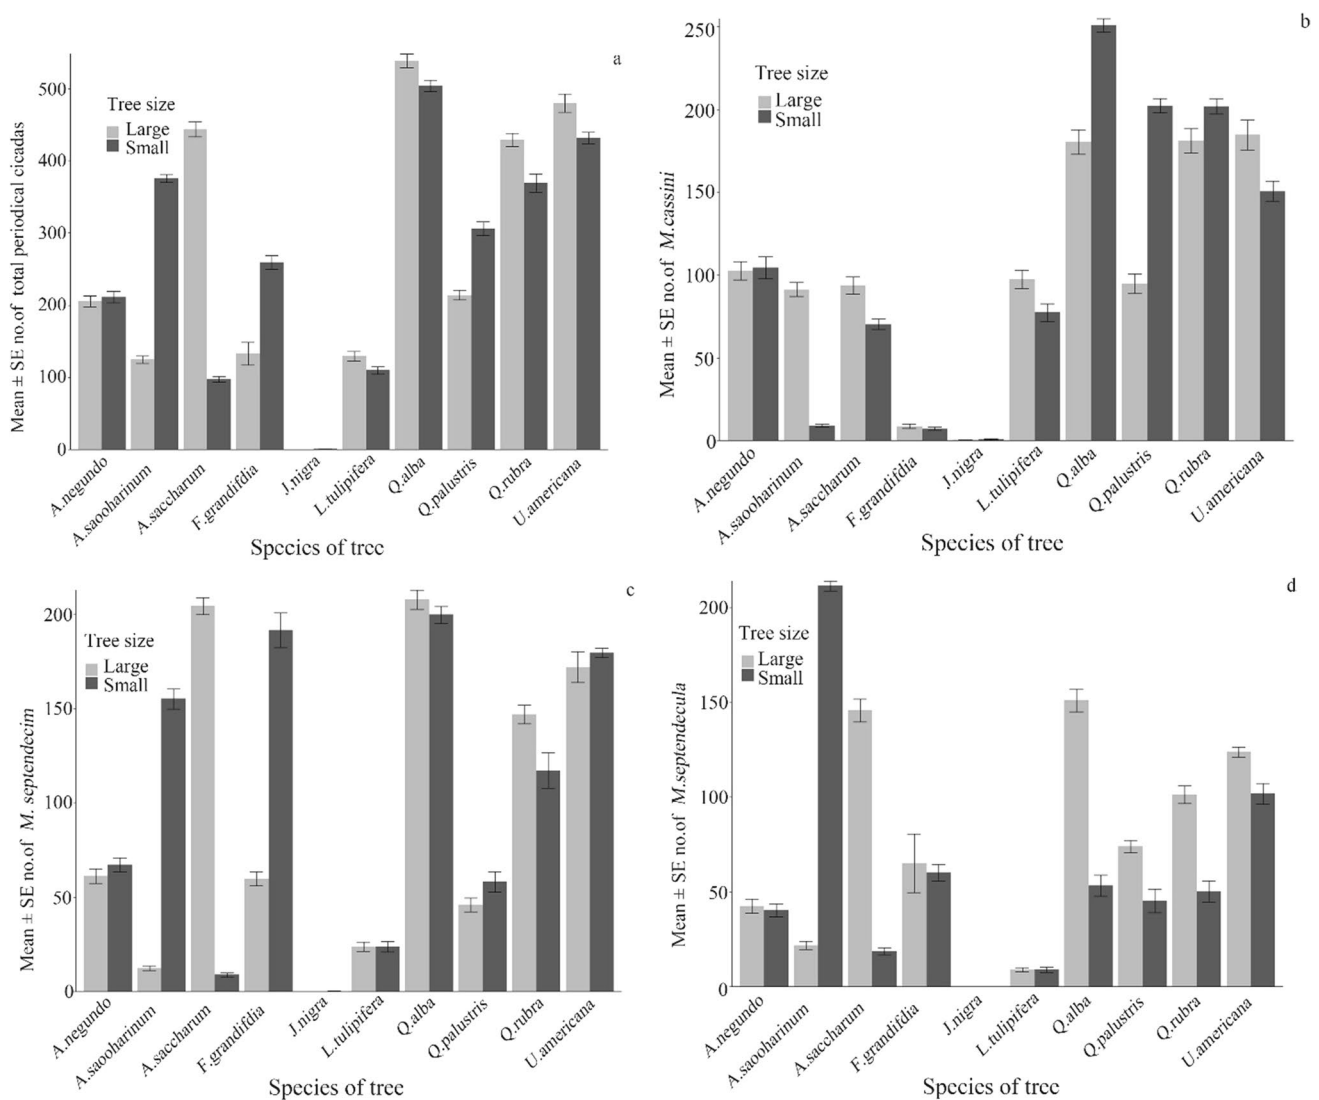 a
500
400
300
200
100
0
Mean ± SE no.of total periodical cicadas
Tree size
Large
Small
A.negundo
A.saooharinum
A.saccharum
F.grandifdia
J.nigra
L.tulipifera
Q.alba
Q.palustris
Q.rubra
U.americana
Species of tree
b
250
200
150
100
50
0
Mean ± SE no.of M.cassini
Tree size
Large
Small
A.negundo
A.saooharinum
A.saccharum
F.grandifdia
J.nigra
L.tulipifera
Q.alba
Q.palustris
Q.rubra
U.americana
Species of tree
c
200
150
100
50
0
Mean ± SE no.of M. septendecim
Tree size
Large
Small
A.negundo
A.saooharinum
A.saccharum
F.grandifdia
J.nigra
L.tulipifera
Q.alba
Q.palustris
Q.rubra
U.americana
Species of tree
d
200
150
100
50
0
Mean ± SE no.of M.septendecula
Tree size
Large
Small
A.negundo
A.saooharinum
A.saccharum
F.grandifdia
J.nigra
L.tulipifera
Q.alba
Q.palustris
Q.rubra
U.americana
Species of tree